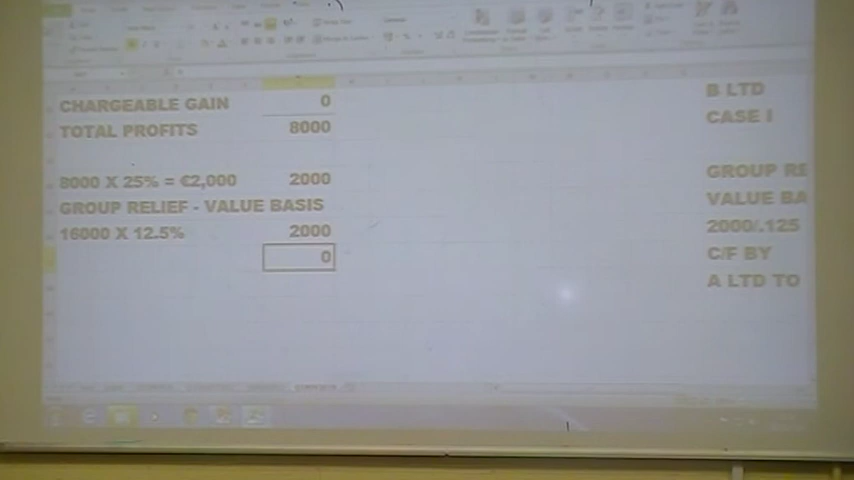 CHARGEABLE GAIN 0
TOTAL PROFITS 8000
8000 X 25% = €2,000 2000
GROUP RELIEF - VALUE BASIS
16000 X 12.5% 2000
0
B LTD
CASE I
GROUP RE
VALUE BA
2000/.125
C/F BY
A LTD TO